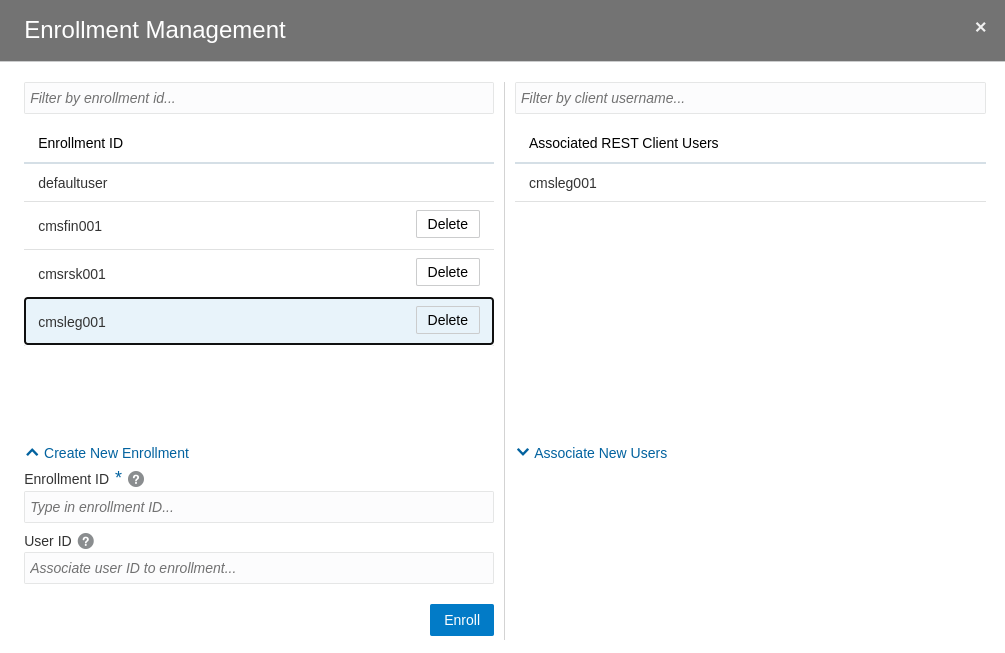 Enrollment Management
×
Filter by enrollment id...
Enrollment ID
defaultuser
cmsfin001 Delete
cmsrsk001 Delete
cmsleg001 Delete
Create New Enrollment
Enrollment ID * ?
Type in enrollment ID...
User ID ?
Associate user ID to enrollment...
Enroll
Filter by client username...
Associated REST Client Users
cmsleg001
Associate New Users